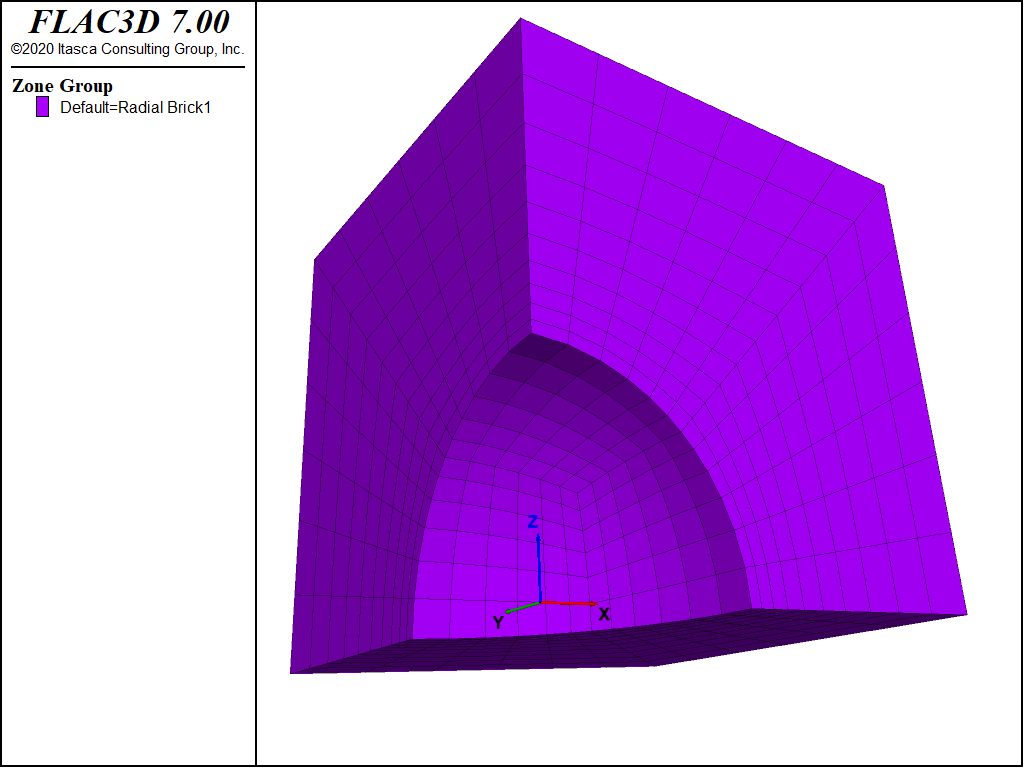 FLAC3D 7.00
©2020 Itasca Consulting Group, Inc.
Zone Group
Default=Radial Brick1
Z
Y
X